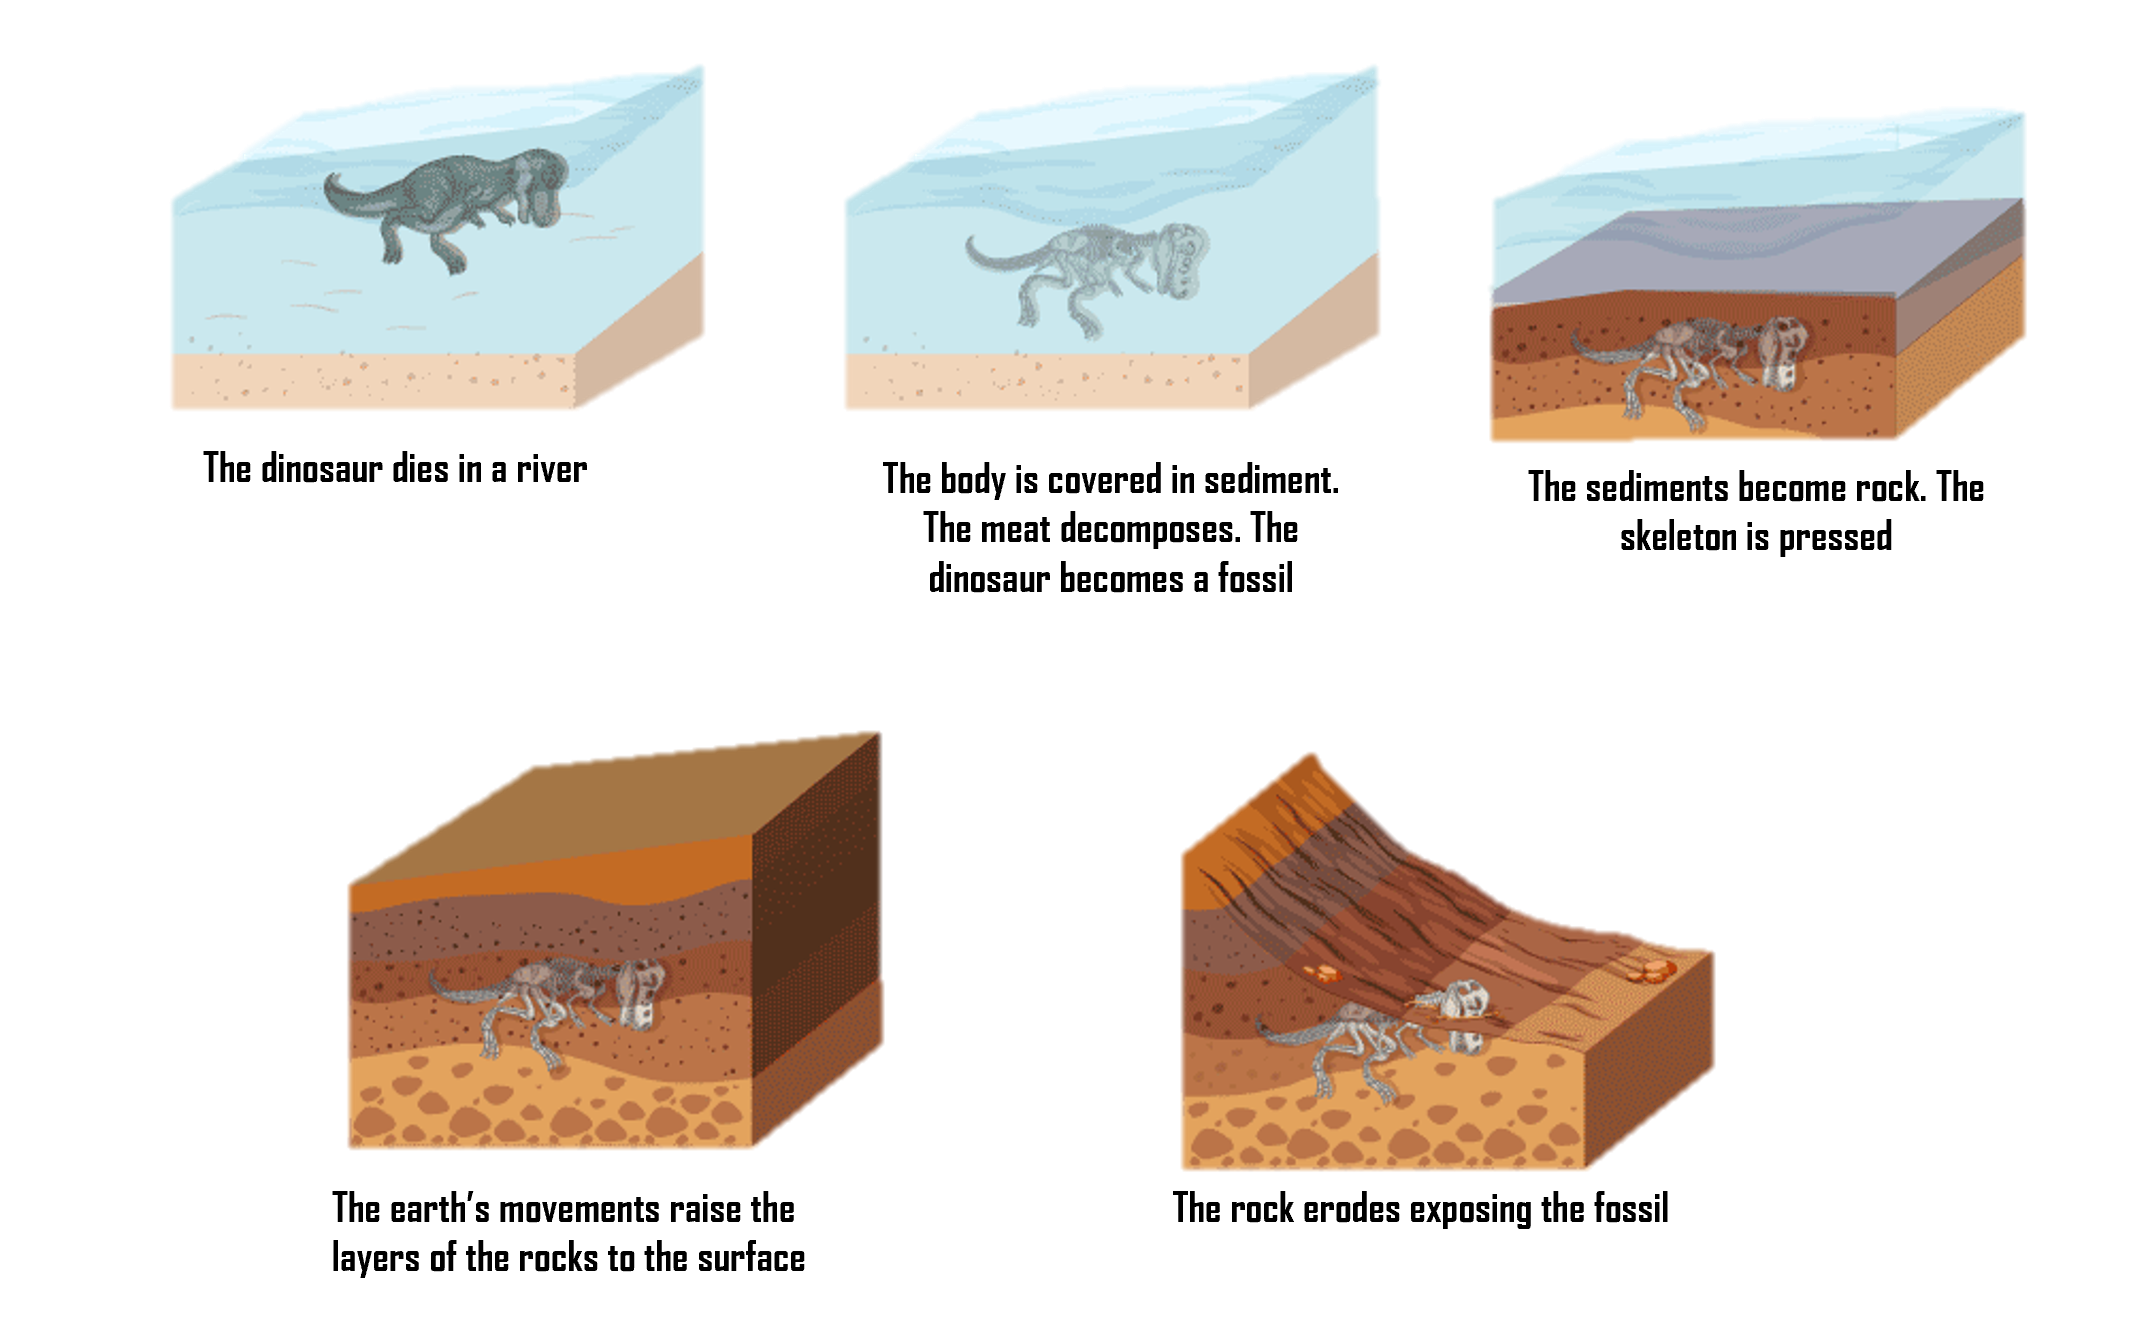 The dinosaur dies in a river
The body is covered in sediment.
The meat decomposes. The
dinosaur becomes a fossil
The sediments become rock. The
skeleton is pressed
The earth's movements raise the
layers of the rocks to the surface
The rock erodes exposing the fossil